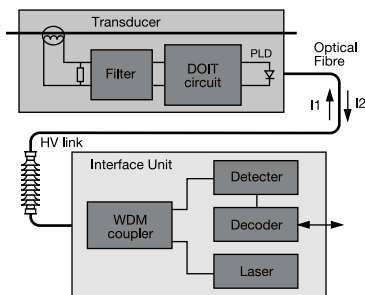 Transducer
PLD
Optical
Fibre
Filter
DOIT
circuit
I1
I2
HV link
Interface Unit
Detecter
WDM
coupler
Decoder
Laser